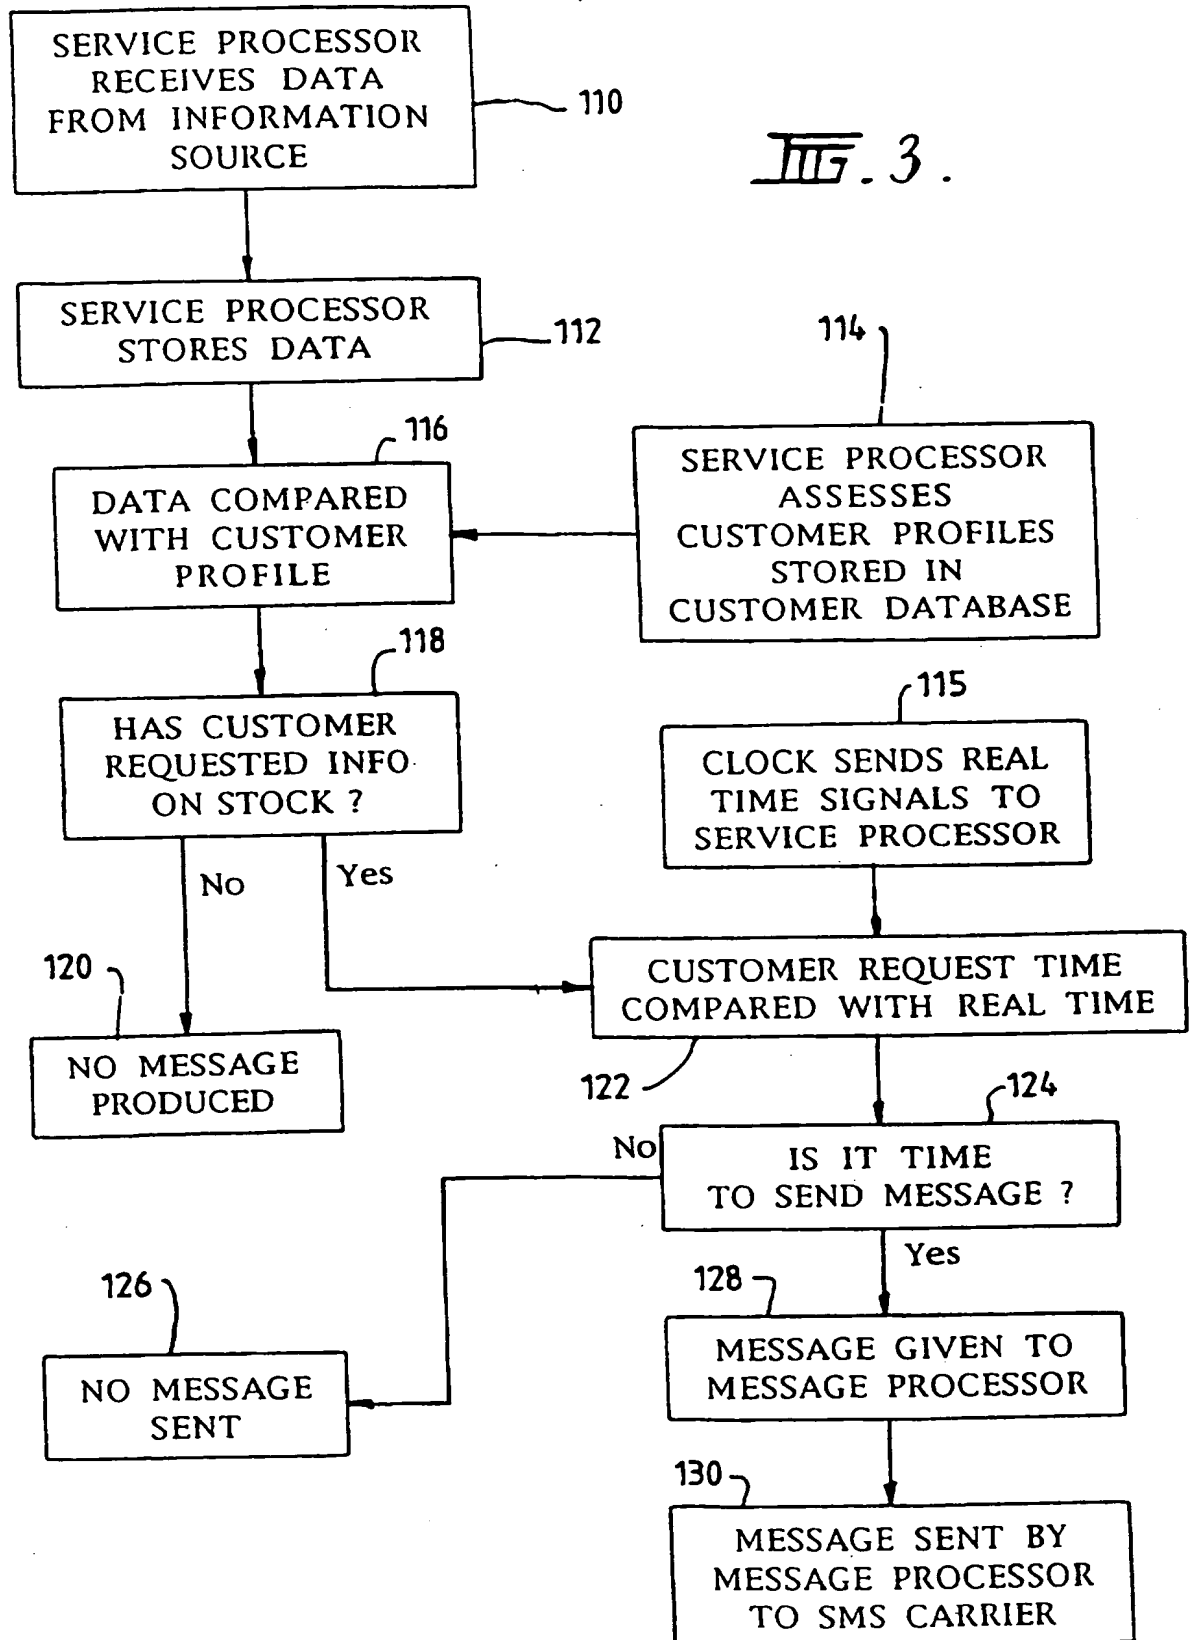 SERVICE PROCESSOR
RECEIVES DATA
FROM INFORMATION
SOURCE
110
FIG. 3.
SERVICE PROCESSOR
STORES DATA
112
114
116
DATA COMPARED
WITH CUSTOMER
PROFILE
SERVICE PROCESSOR
ASSESSES
CUSTOMER PROFILES
STORED IN
CUSTOMER DATABASE
118
HAS CUSTOMER
REQUESTED INFO
ON STOCK ?
115
CLOCK SENDS REAL
TIME SIGNALS TO
SERVICE PROCESSOR
No
Yes
120
NO MESSAGE
PRODUCED
CUSTOMER REQUEST TIME
COMPARED WITH REAL TIME
122
124
No
IS IT TIME
TO SEND MESSAGE ?
Yes
126
NO MESSAGE
SENT
128
MESSAGE GIVEN TO
MESSAGE PROCESSOR
130
MESSAGE SENT BY
MESSAGE PROCESSOR
TO SMS CARRIER